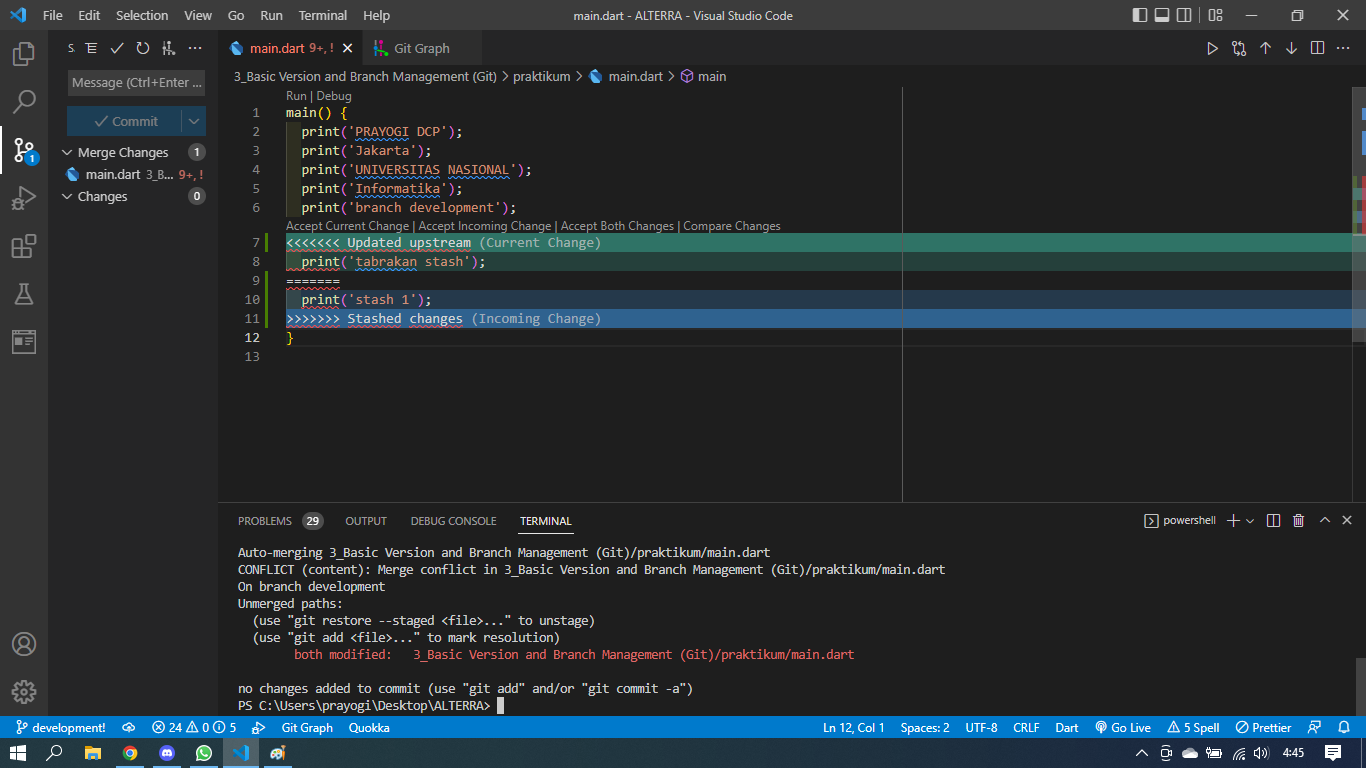 File Edit Selection View Go Run Terminal Help
main.dart - ALTERRA - Visual Studio Code
S.
main.dart 9+, !
Git Graph
3_Basic Version and Branch Management (Git) > praktikum > main.dart > main
Message (Ctrl+Enter ...
Commit
Merge Changes 1
main.dart 3_B... 9+, !
Changes 0
1
Run | Debug
1 main() {
2 print('PRAYOGI DCP');
3 print('Jakarta');
4 print('UNIVERSITAS NASIONAL');
5 print('Informatika');
6 print('branch development');
Accept Current Change | Accept Incoming Change | Accept Both Changes | Compare Changes
7 <<<<<<< Updated upstream (Current Change)
8 print('tabrakan stash');
9 =======
10 print('stash 1');
11 >>>>>>> Stashed changes (Incoming Change)
12 }
13
PROBLEMS 29 OUTPUT DEBUG CONSOLE TERMINAL
powershell
Auto-merging 3_Basic Version and Branch Management (Git)/praktikum/main.dart
CONFLICT (content): Merge conflict in 3_Basic Version and Branch Management (Git)/praktikum/main.dart
On branch development
Unmerged paths:
(use "git restore --staged <file>..." to unstage)
(use "git add <file>..." to mark resolution)
both modified: 3_Basic Version and Branch Management (Git)/praktikum/main.dart
no changes added to commit (use "git add" and/or "git commit -a")
PS C:\Users\prayogi\Desktop\ALTERRA>
development! 24 0 5 Git Graph Quokka
Ln 12, Col 1 Spaces: 2 UTF-8 CRLF Dart Go Live 5 Spell Prettier
4:45